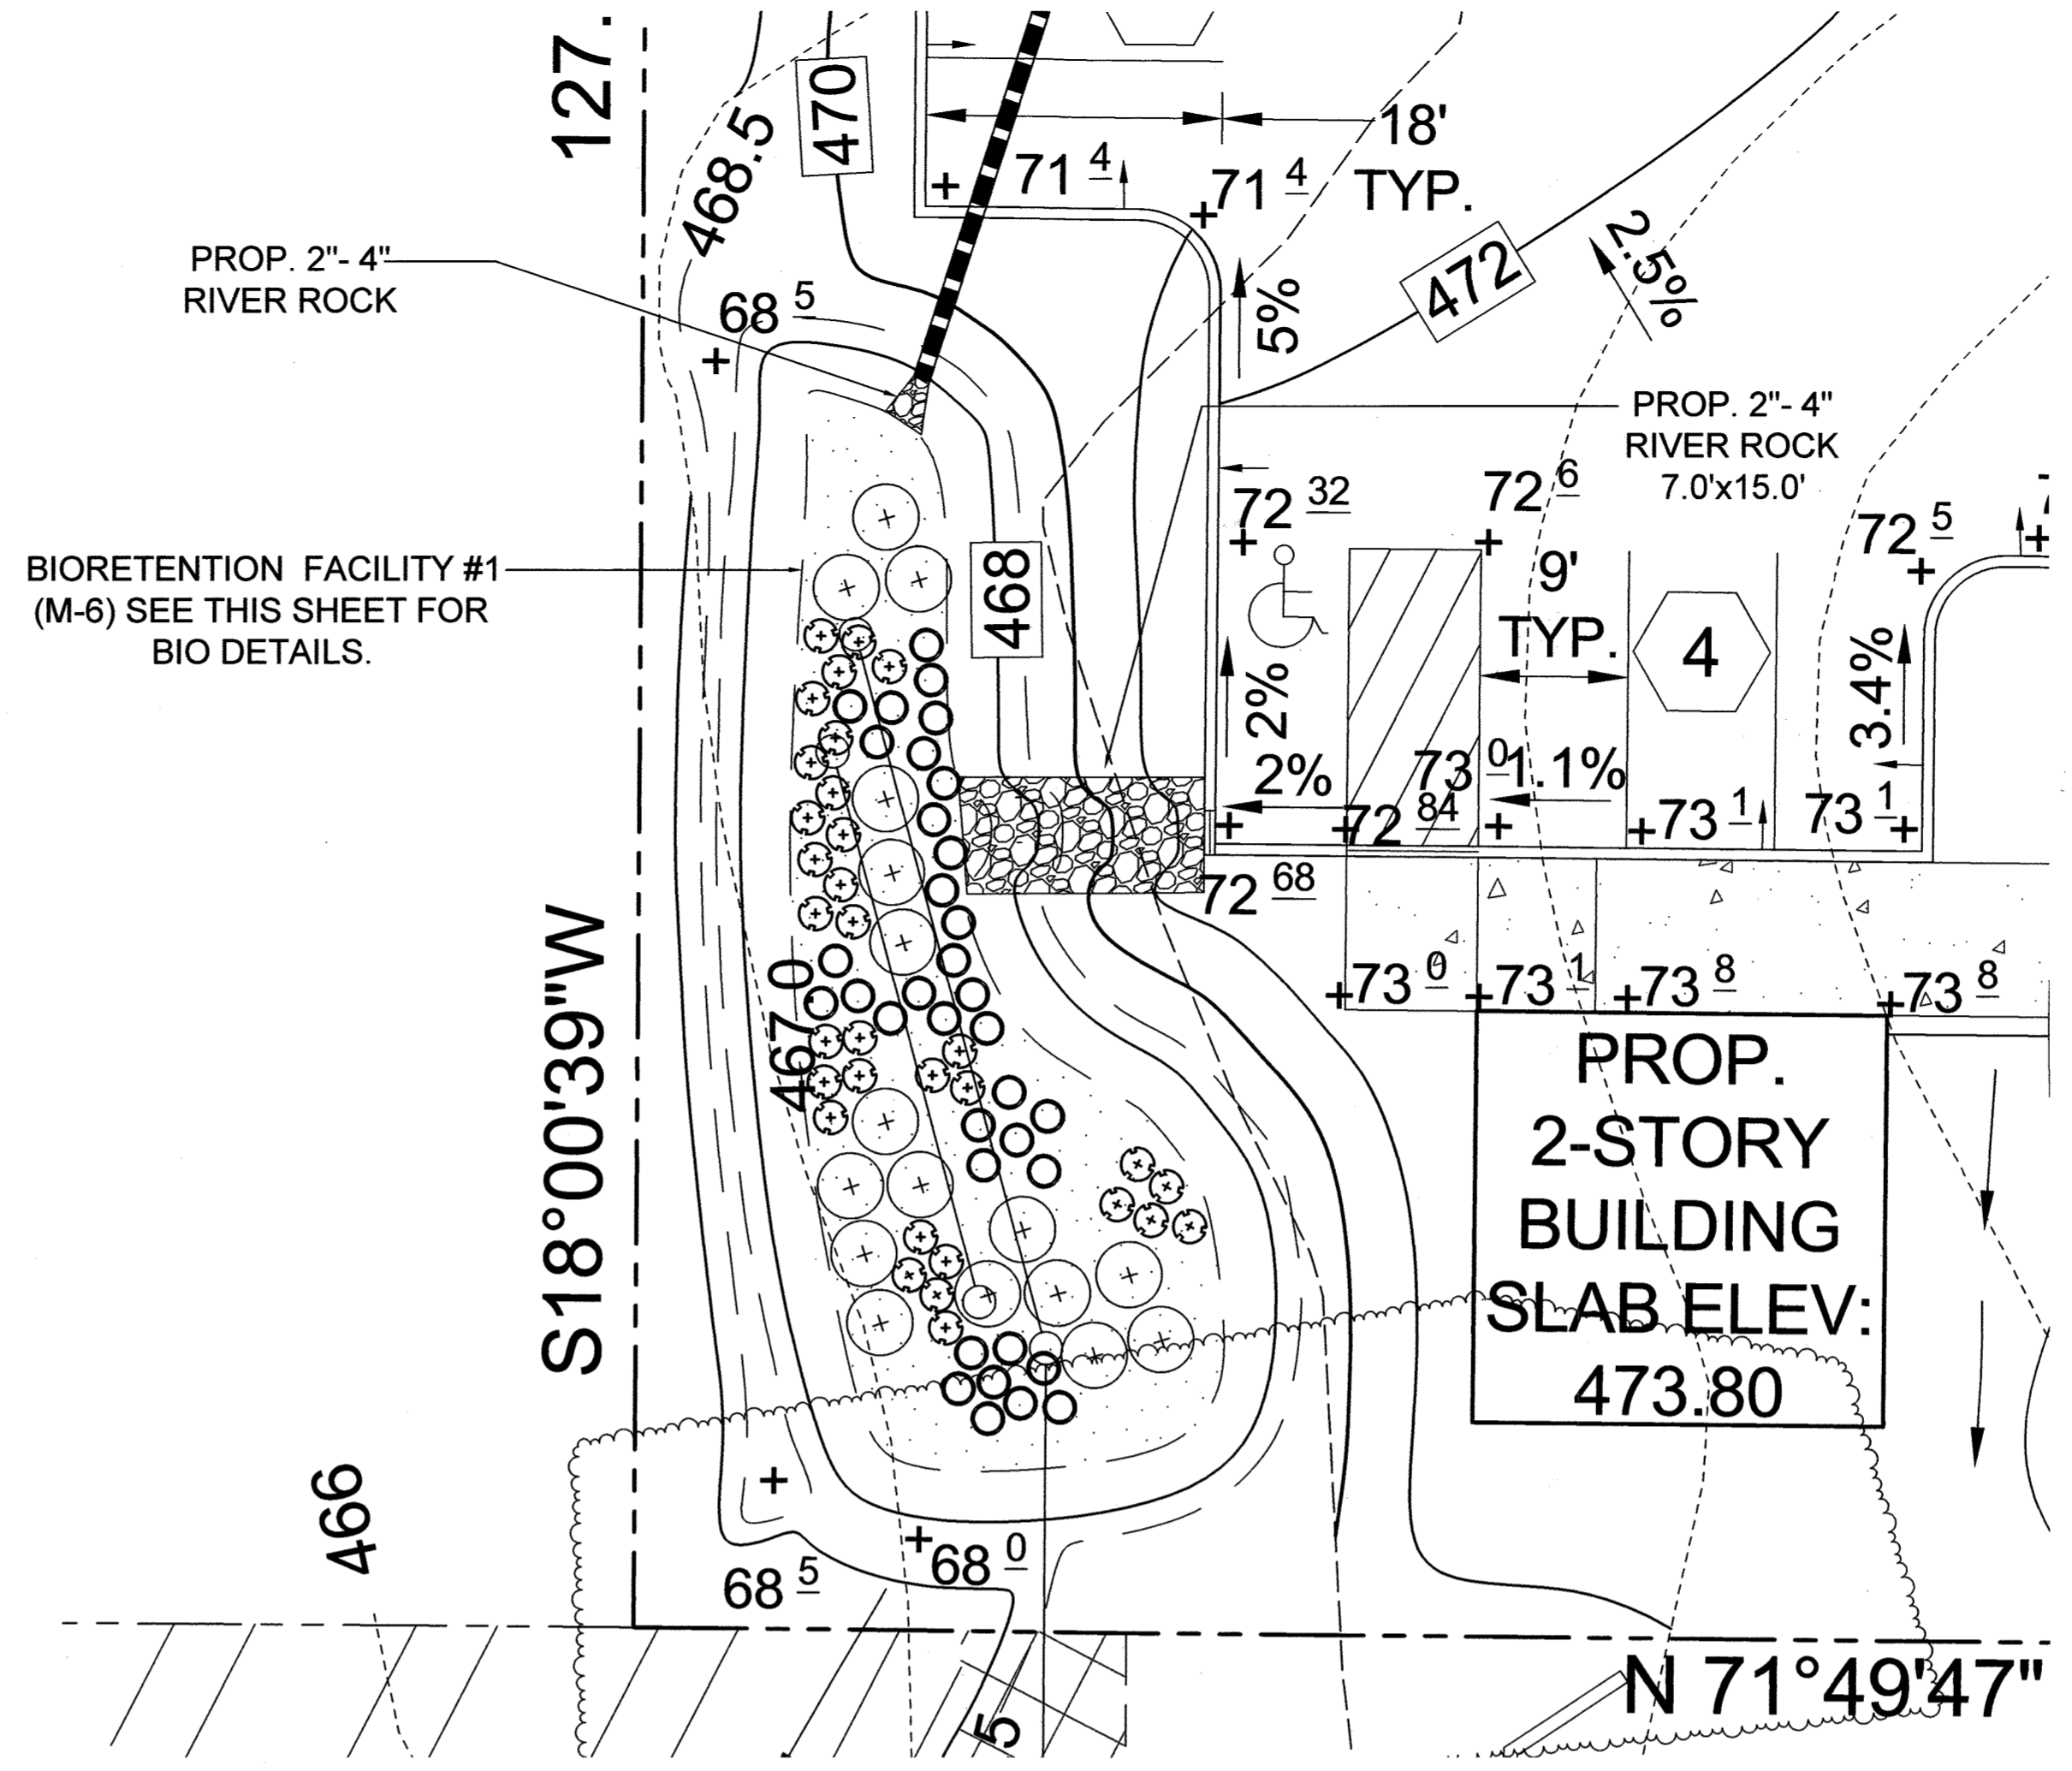 127.
470
468.5
18'
TYP.
71 4
71 4
2.5%
472
5%
PROP. 2"- 4"
RIVER ROCK
68 5
PROP. 2"- 4"
RIVER ROCK
7.0'x15.0'
72 32
72 6
72 5
BIORETENTION FACILITY #1
(M-6) SEE THIS SHEET FOR
BIO DETAILS.
468
9'
TYP.
4
3.4%
2%
2%
73 0
1.1%
72 84
73 1
73 1
72 68
S18°00'39"W
467.0
73 0
73 1
73 8
73 8
PROP.
2-STORY
BUILDING
SLAB ELEV:
473.80
466
68 5
68 0
5
N 71°49'47"